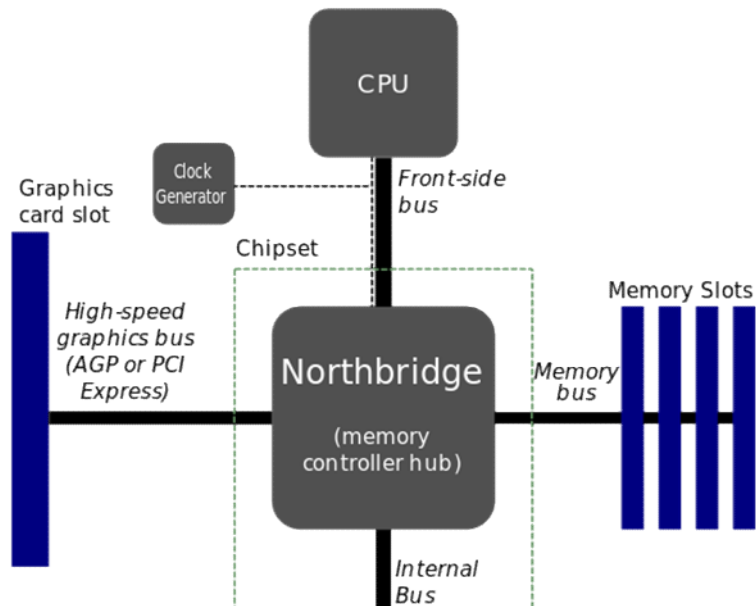 CPU
Clock
Generator
Front-side
bus
Graphics
card slot
Chipset
High-speed
graphics bus
(AGP or PCI
Express)
Northbridge
(memory
controller hub)
Memory
bus
Memory Slots
Internal
Bus